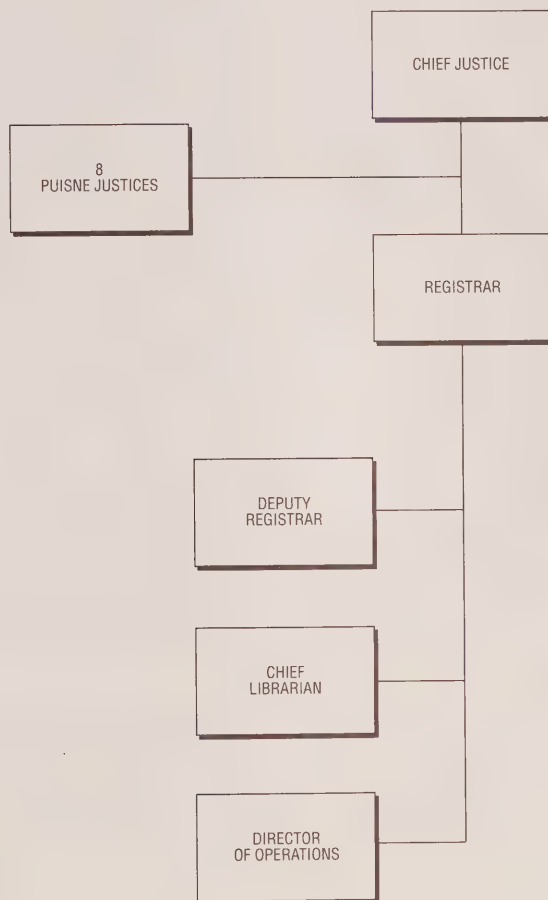 CHIEF JUSTICE
8
PUISNE JUSTICES
REGISTRAR
DEPUTY
REGISTRAR
CHIEF
LIBRARIAN
DIRECTOR
OF OPERATIONS